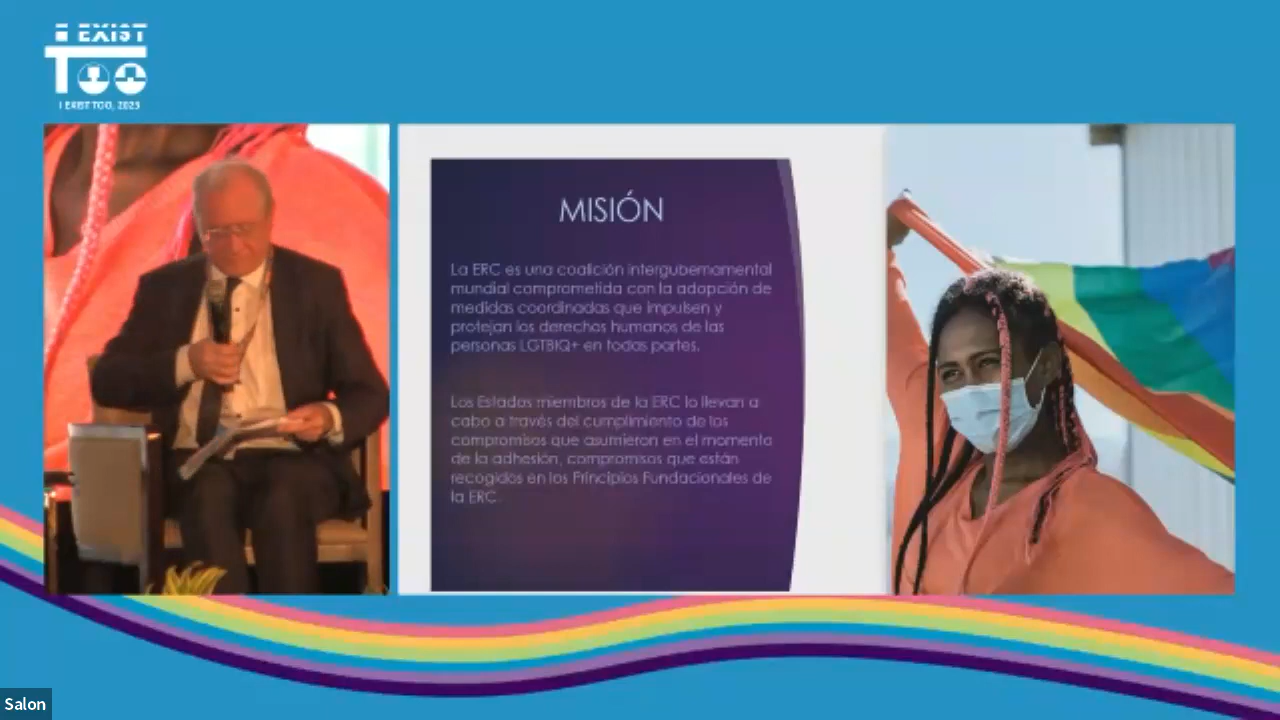 I EXIST
TOO
I EXIST TOO, 2023
MISIÓN
La ERC es una coalición intergubernamental
mundial comprometida con la adopción de
medidas coordinadas que impulsen y
protejan los derechos humanos de las
personas LGTBIQ+ en todas partes.
Los Estados miembros de la ERC lo llevan a
cabo a través del cumplimiento de los
compromisos que asumieron en el momento
de la adhesión, compromisos que están
recogidos en los Principios Fundacionales de
la ERC.
Salon